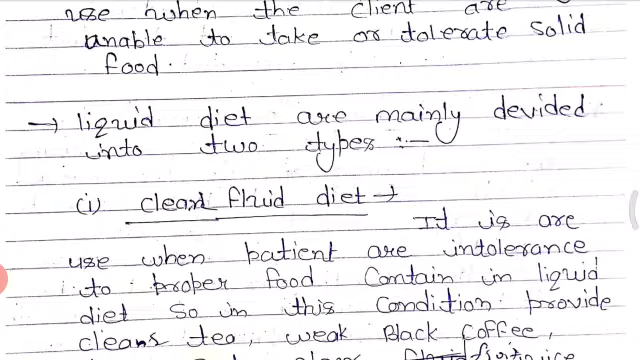 use when the client are
unable to take or tolerate solid
food.
→ liquid diet are mainly devided
into two types :-
(i) clear fluid diet →
It is are
use when patient are intolerance
to proper food contain in liquid
diet so in this condition provide
cleans tea, weak black coffee,